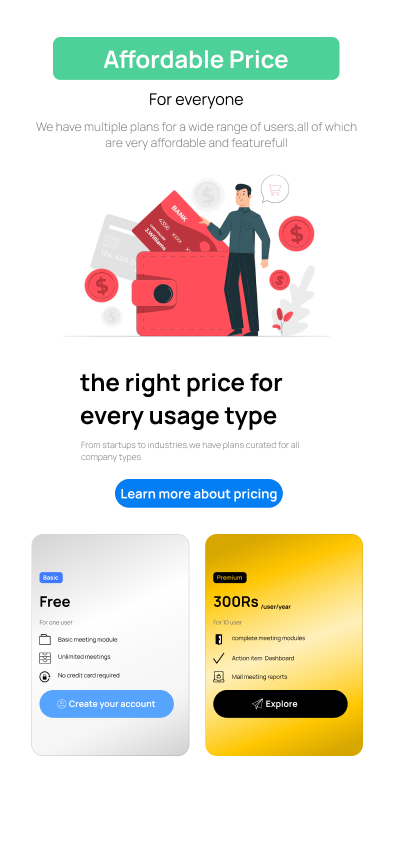 Affordable Price
For everyone
We have multiple plans for a wide range of users,all of which
are very affordable and featurefull
BANK
4356 XXXX XX
J.Williams
the right price for
every usage type
From startups to industries,we have plans curated for all
company types
Learn more about pricing
Basic
Free
For one user
Basic meeting module
Unlimited meetings
No credit card required
Create your account
Premium
300Rs /user/year
For 10 user
complete meeting modules
Action item Dashboard
Mail meeting reports
Explore